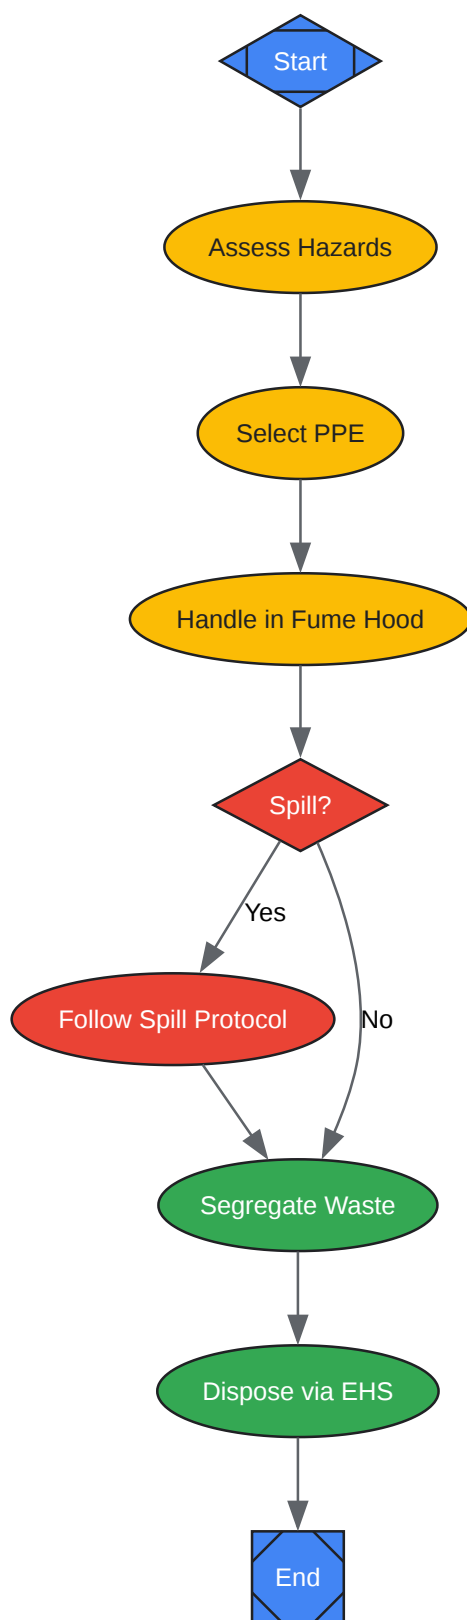 Start
Assess Hazards
Select PPE
Handle in Fume Hood
Spill?
Yes
Follow Spill Protocol
No
Segregate Waste
Dispose via EHS
End